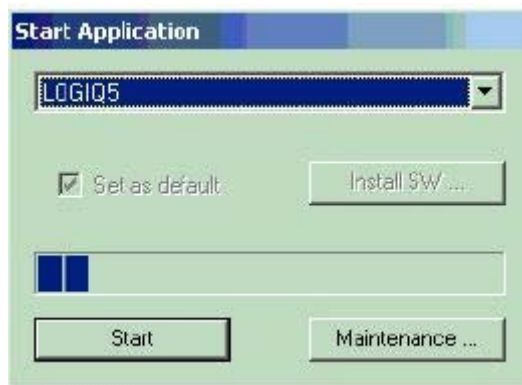 Start Application
LOGIQ5
Set as default
Install SW ...
Start
Maintenance ...